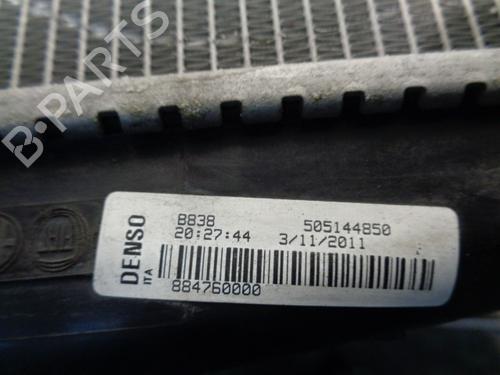 B-PARTS
DENSO
ITA
8838 505144850
20:27:44 3/11/2011
884760000